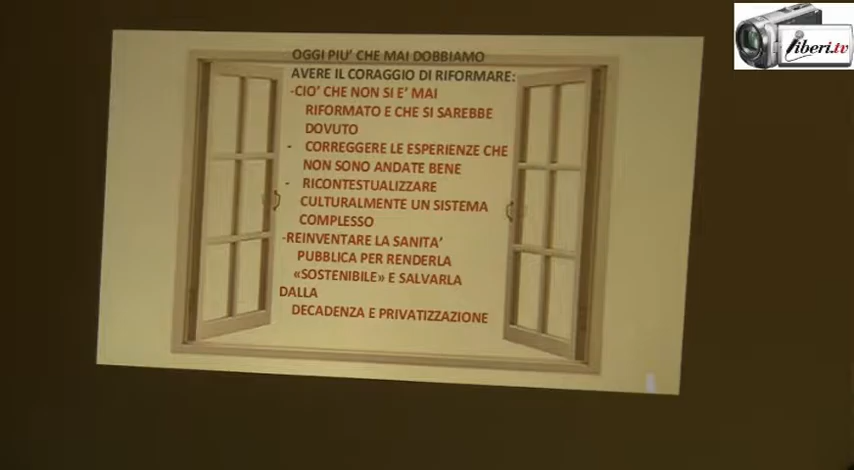 OGGI PIU' CHE MAI DOBBIAMO
AVERE IL CORAGGIO DI RIFORMARE:
-CIO' CHE NON SI E' MAI
RIFORMATO E CHE SI SAREBBE
DOVUTO
- CORREGGERE LE ESPERIENZE CHE
NON SONO ANDATE BENE
- RICONTESTUALIZZARE
CULTURALMENTE UN SISTEMA
COMPLESSO
-REINVENTARE LA SANITA'
PUBBLICA PER RENDERLA
«SOSTENIBILE» E SALVARLA
DALLA
DECADENZA E PRIVATIZZAZIONE
liberi.tv